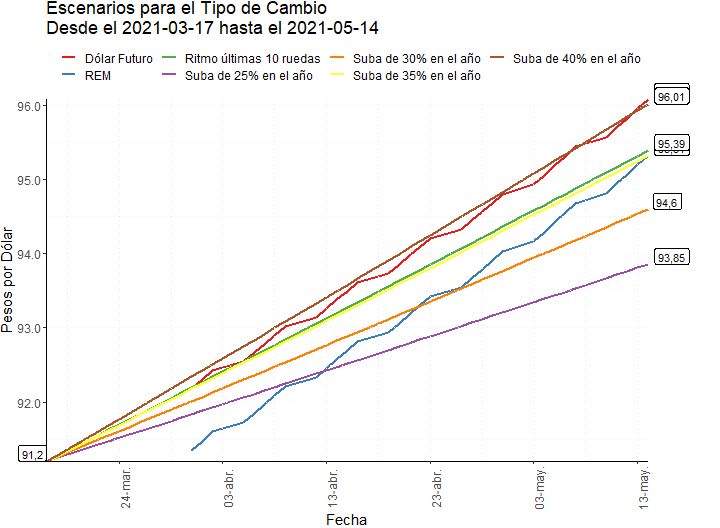 Escenarios para el Tipo de Cambio
Desde el 2021-03-17 hasta el 2021-05-14
Dólar Futuro
Ritmo últimas 10 ruedas
Suba de 30% en el año
Suba de 40% en el año
REM
Suba de 25% en el año
Suba de 35% en el año
96.0
95.0
94.0
93.0
92.0
Pesos por Dólar
96,01
95,39
94,6
93,85
91,2
24-mar.
03-abr.
13-abr.
23-abr.
03-may.
13-may.
Fecha